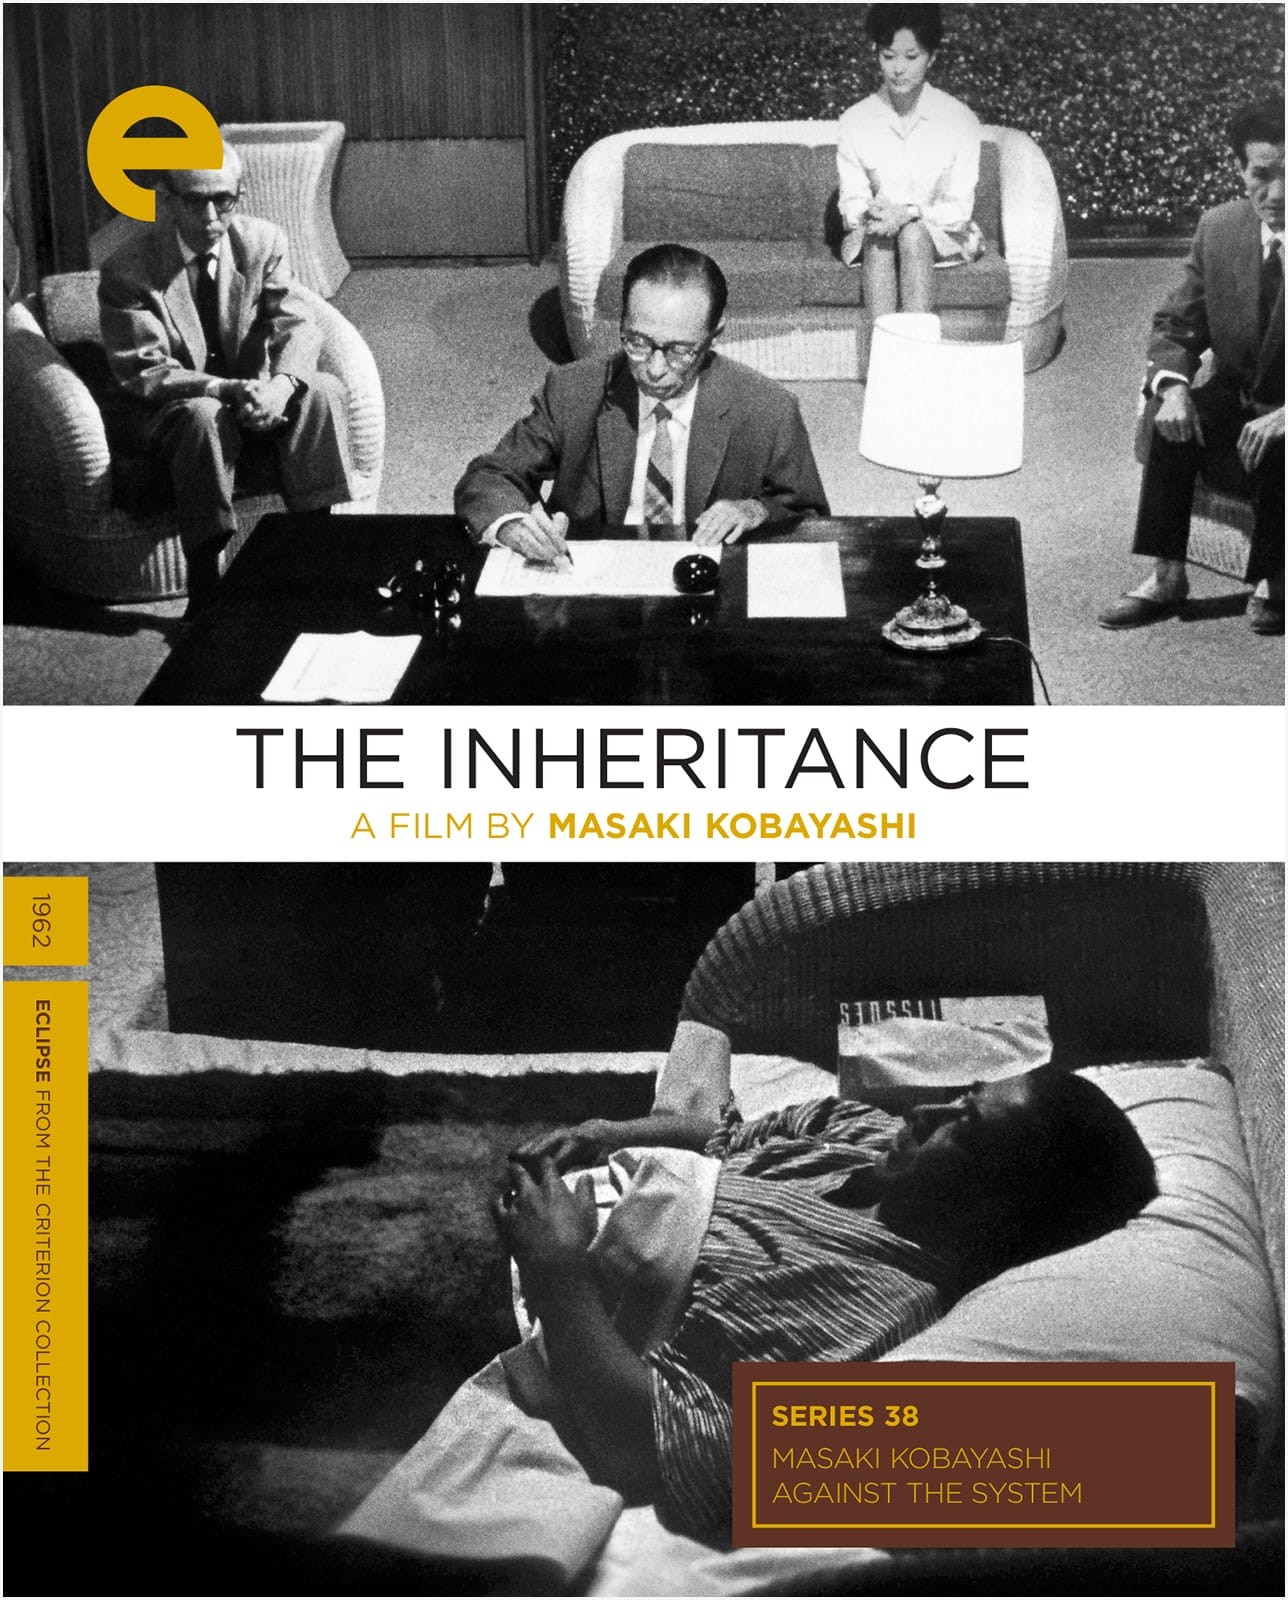 e
THE INHERITANCE
A FILM BY MASAKI KOBAYASHI
1962
ECLIPSE FROM THE CRITERION COLLECTION
TISSUES
SERIES 38
MASAKI KOBAYASHI
AGAINST THE SYSTEM